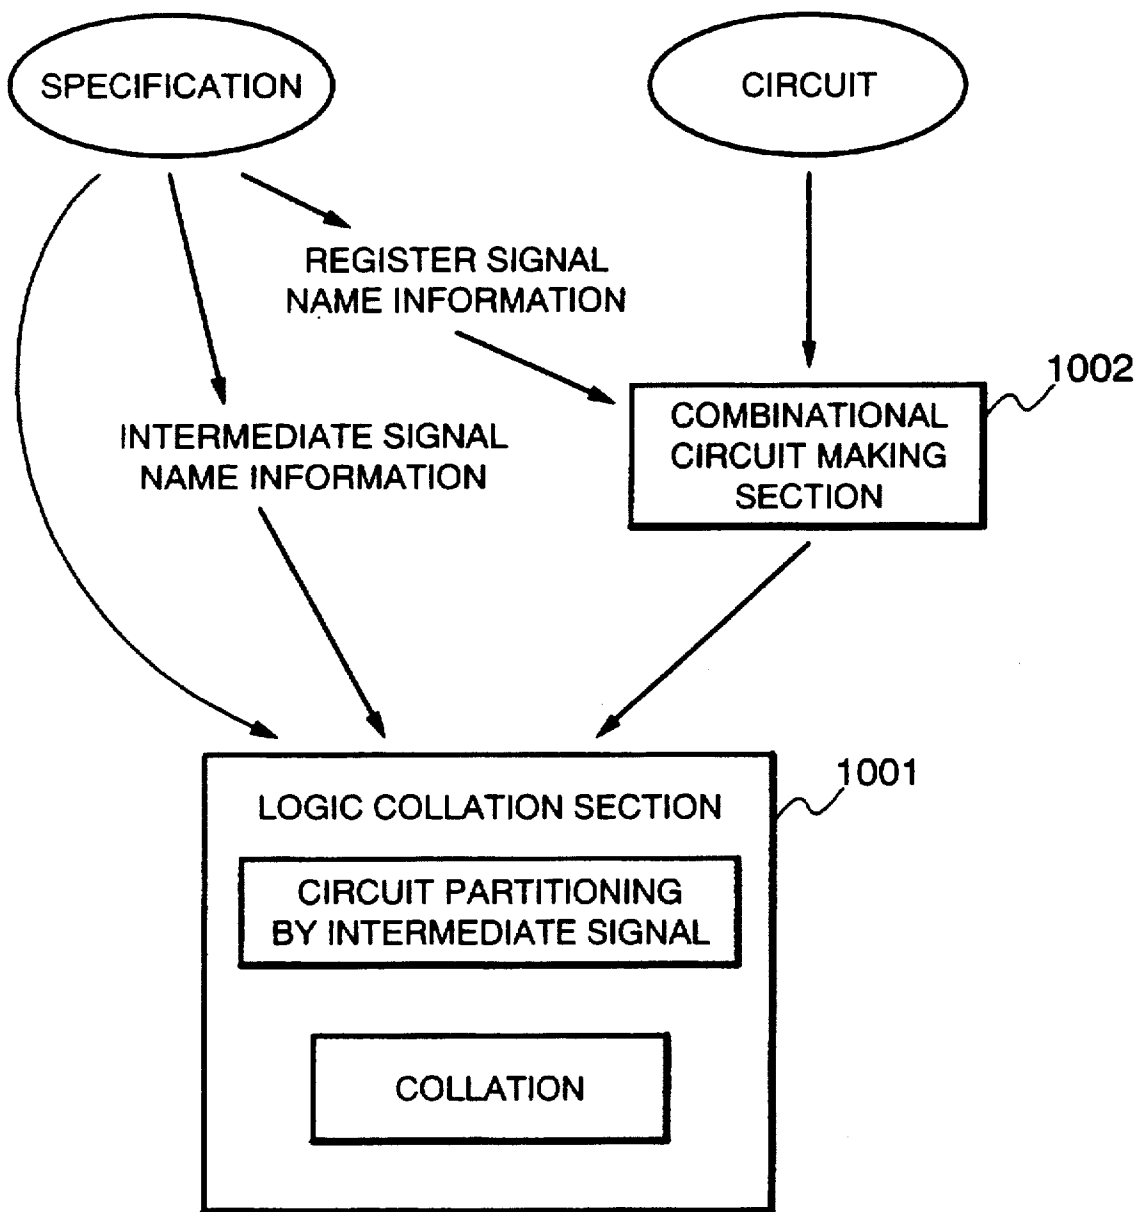 SPECIFICATION
CIRCUIT
REGISTER SIGNAL
NAME INFORMATION
1002
COMBINATIONAL
CIRCUIT MAKING
SECTION
INTERMEDIATE SIGNAL
NAME INFORMATION
1001
LOGIC COLLATION SECTION
CIRCUIT PARTITIONING
BY INTERMEDIATE SIGNAL
COLLATION